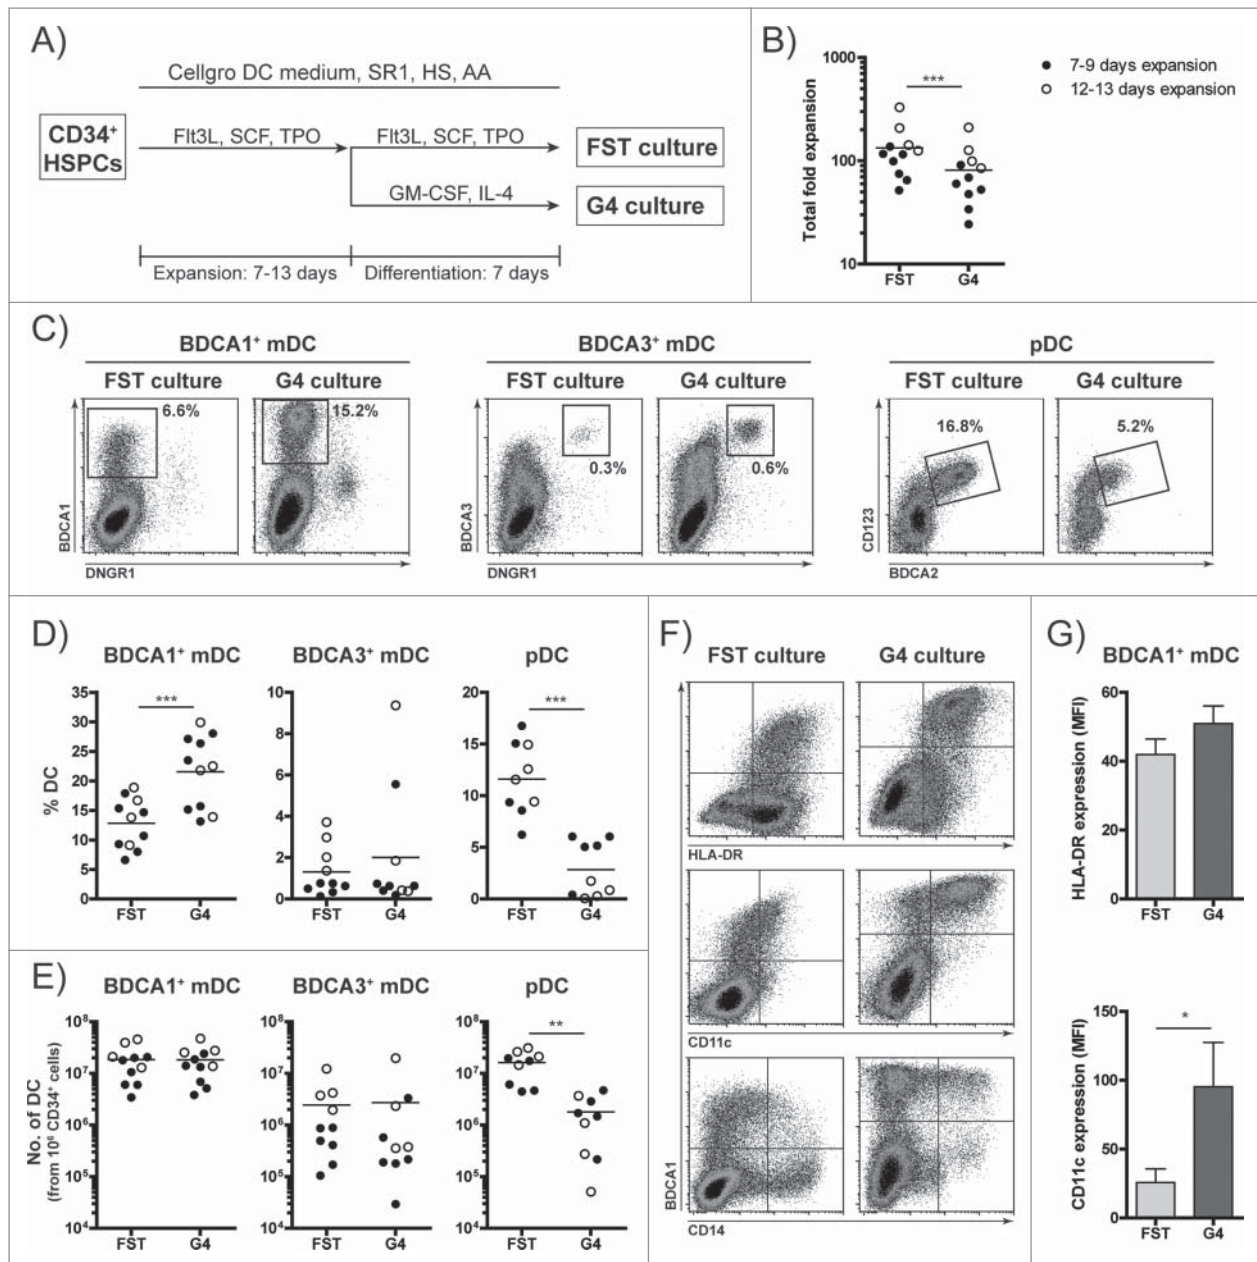 A)
Cellgro DC medium, SR1, HS, AA
CD34⁺
HSPCs
Flt3L, SCF, TPO
Flt3L, SCF, TPO
FST culture
GM-CSF, IL-4
G4 culture
Expansion: 7-13 days
Differentiation: 7 days
B)
Total fold expansion
1000
100
10
***
FST
G4
7-9 days expansion
12-13 days expansion
C)
BDCA1⁺ mDC
FST culture
G4 culture
6.6%
15.2%
BDCA1
DNGR1
BDCA3⁺ mDC
FST culture
G4 culture
0.3%
0.6%
BDCA3
DNGR1
pDC
FST culture
G4 culture
16.8%
5.2%
CD123
BDCA2
D)
BDCA1⁺ mDC
% DC
35
30
25
20
15
10
5
0
***
FST
G4
BDCA3⁺ mDC
10
8
6
4
2
0
FST
G4
pDC
20
15
10
5
0
***
FST
G4
E)
BDCA1⁺ mDC
No. of DC
(from 10⁶ CD34⁺ cells)
10⁸
10⁷
10⁶
10⁵
10⁴
FST
G4
BDCA3⁺ mDC
10⁸
10⁷
10⁶
10⁵
10⁴
FST
G4
pDC
10⁸
10⁷
10⁶
10⁵
10⁴
**
FST
G4
F)
FST culture
G4 culture
HLA-DR
CD11c
BDCA1
CD14
G)
BDCA1⁺ mDC
HLA-DR expression (MFI)
60
40
20
0
FST
G4
CD11c expression (MFI)
150
100
50
0
*
FST
G4